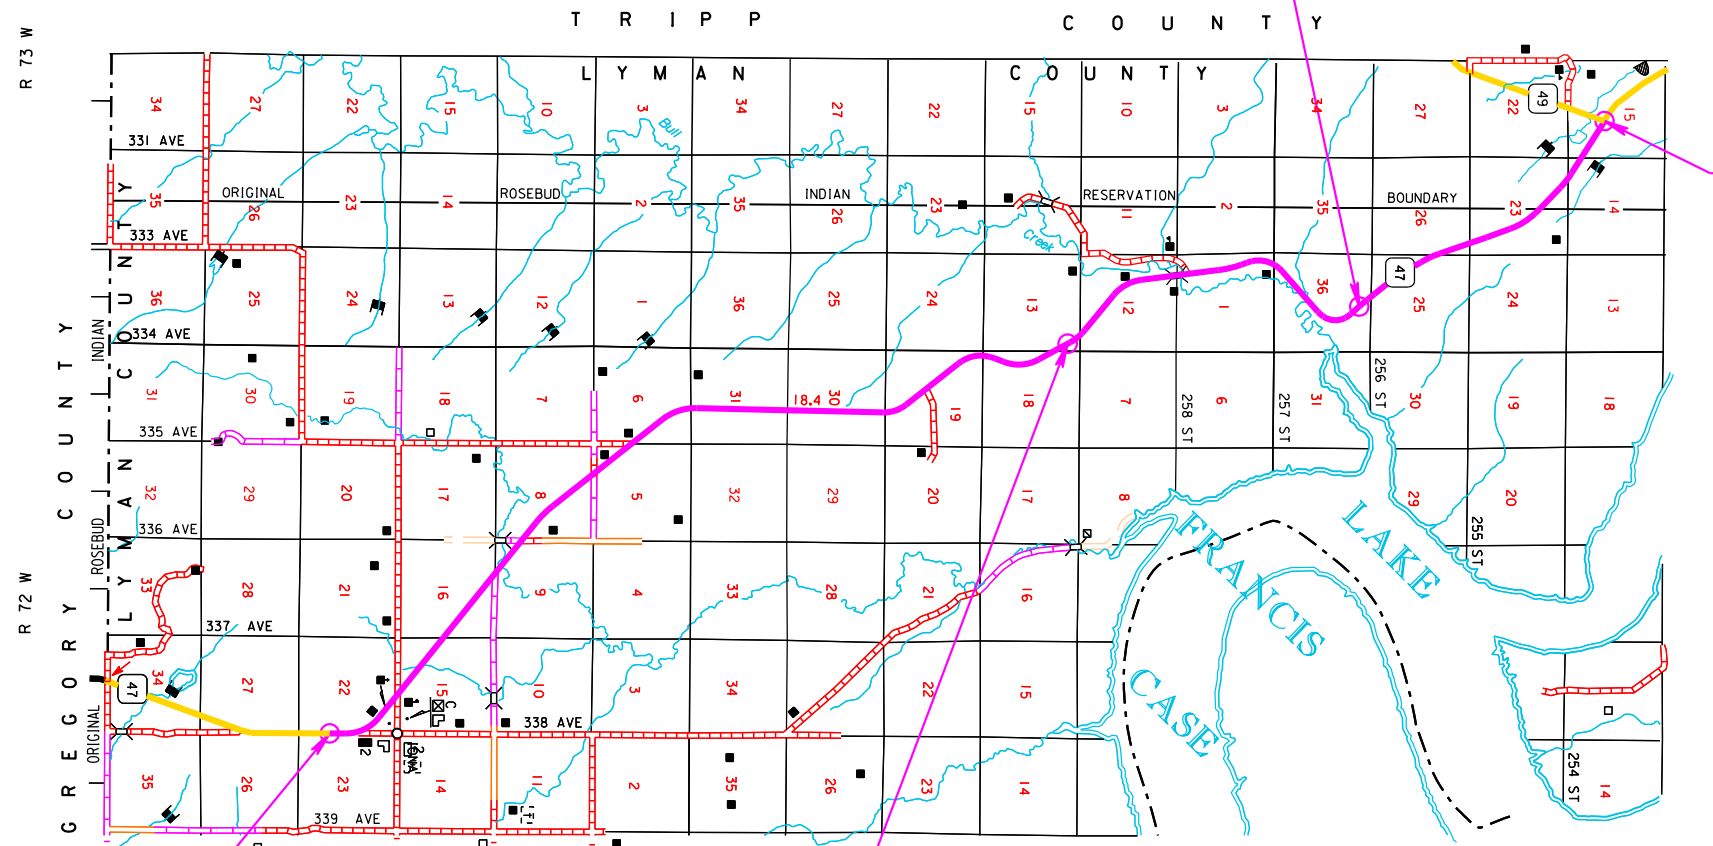 T R I P P C O U N T Y
R 73 W
L Y M A N C O U N T Y
34 27 22 15 10 3 34 27 22 15 10 3 34 27 22 49 15
Bull
331 AVE
35 ORIGINAL 26 23 14 ROSEBUD 2 35 INDIAN 26 23 RESERVATION 11 2 35 BOUNDARY 26 23 14
333 AVE
Creek
36 25 24 13 12 1 36 25 24 13 12 1 36 47 25 24 13
334 AVE
INDIAN
31 30 19 18 7 6 31 18.4 30 19 18 7 6 31 30 19 18
256 ST
258 ST
257 ST
335 AVE
32 29 20 17 8 5 32 29 20 17 8 29 20
336 AVE
255 ST
ROSEBUD
LAKE
FRANCIS
CASE
R 72 W
33 28 21 16 9 4 33 28 21 16
337 AVE
34 27 22 15 10 3 34 22 15
47
C
338 AVE
ORIGINAL
2
IONA
35 26 23 14 11 2 35 26 23 14 14
254 ST
339 AVE
GREGORY COUNTY
LYMAN COUNTY